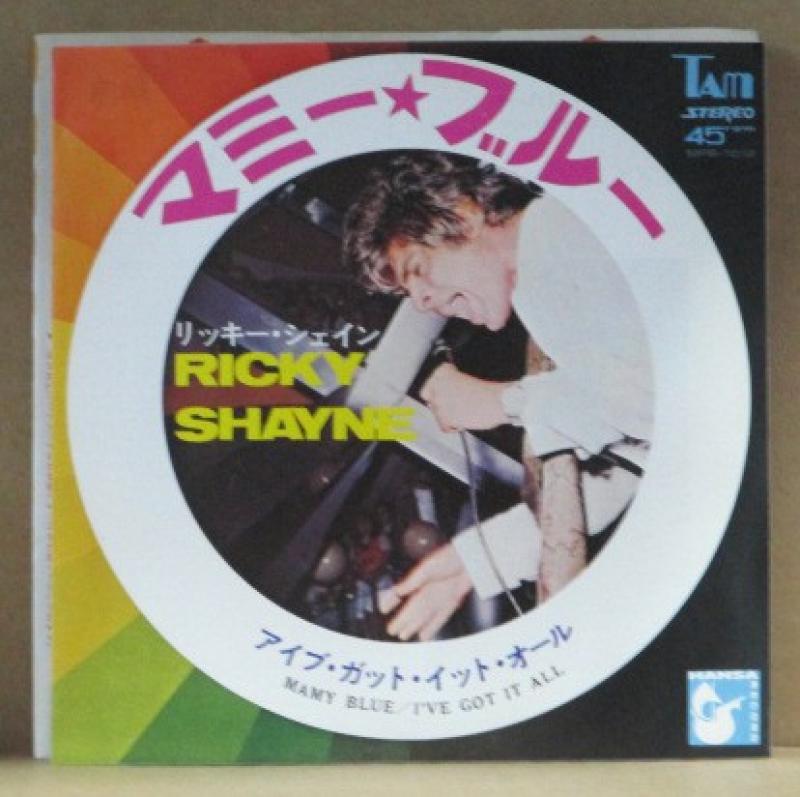 マミー★ブルー
TAM
STEREO
45
リッキー・シェイン
RICKY
SHAYNE
アイブ・ガット・イット・オール
MAMY BLUE/I'VE GOT IT ALL
HANSA
RECORD